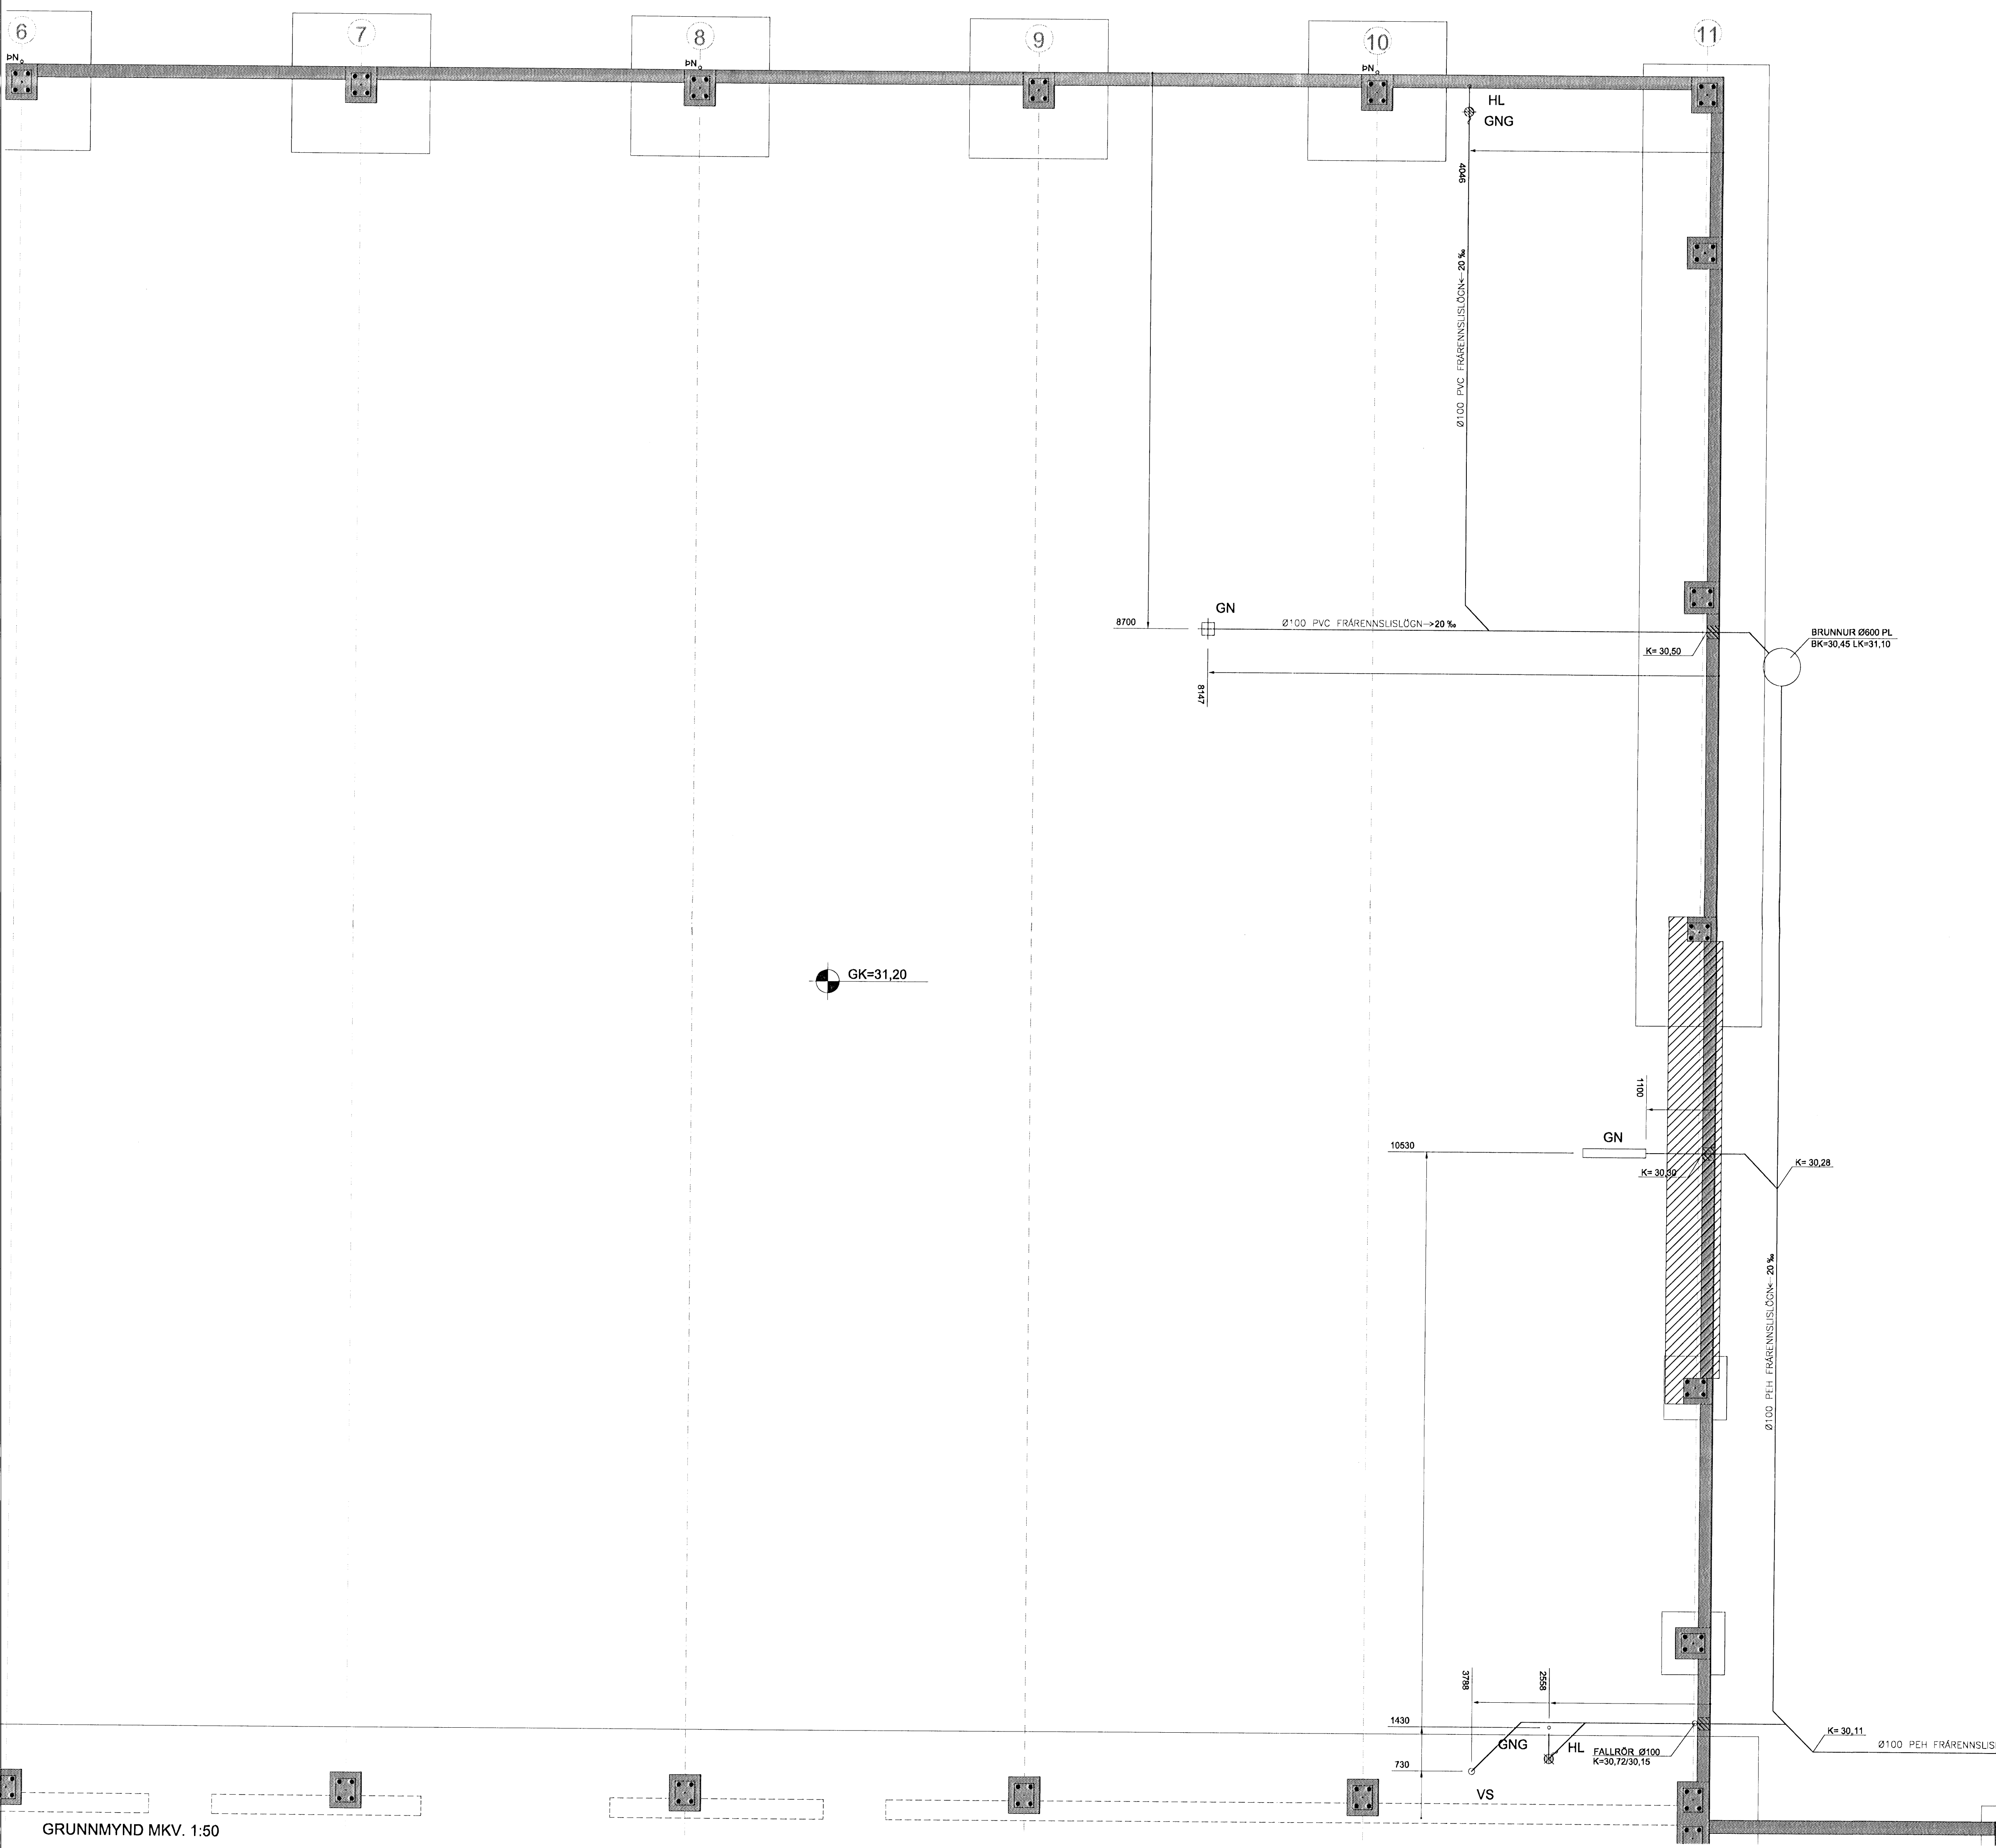 6
7
8
9
10
11
ÞN
ÞN
ÞN
HL
GNG
4046
Ø100 PVC FRÁRENNSLISLÖGN←20 ‰
GN
8700
Ø100 PVC FRÁRENNSLISLÖGN→20 ‰
K= 30,50
BRUNNUR Ø600 PL
BK=30,45 LK=31,10
8147
GK=31,20
1100
GN
10530
K= 30,30
K= 30,28
Ø100 PEH FRÁRENNSLISLÖGN←20 ‰
3788
2558
1430
GNG
HL
FALLRÖR Ø100
K=30,72/30,15
K= 30,11
Ø100 PEH FRÁRENNSLIS
730
VS
GRUNNMYND MKV. 1:50